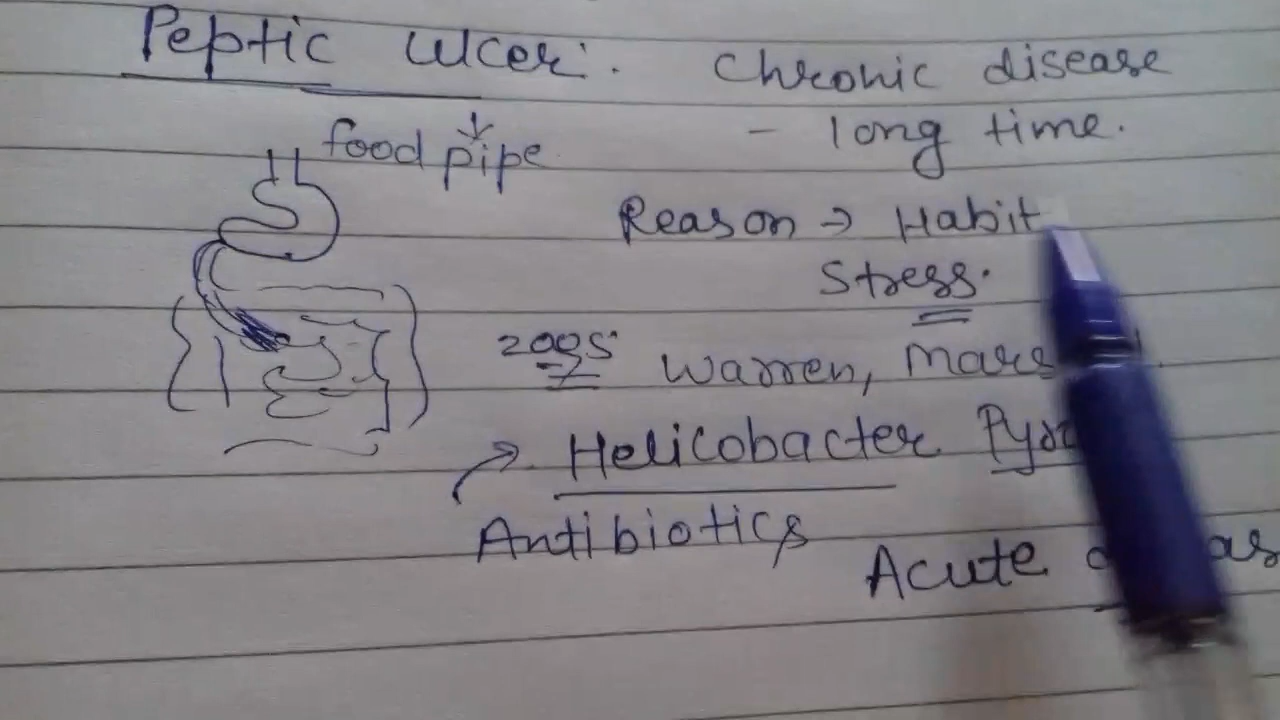 Peptic Ulcer: Chronic disease
- long time.
food pipe
Reason → Habit
Stress.
2005 Warren,
Helicobacter
Antibiotics
Acute